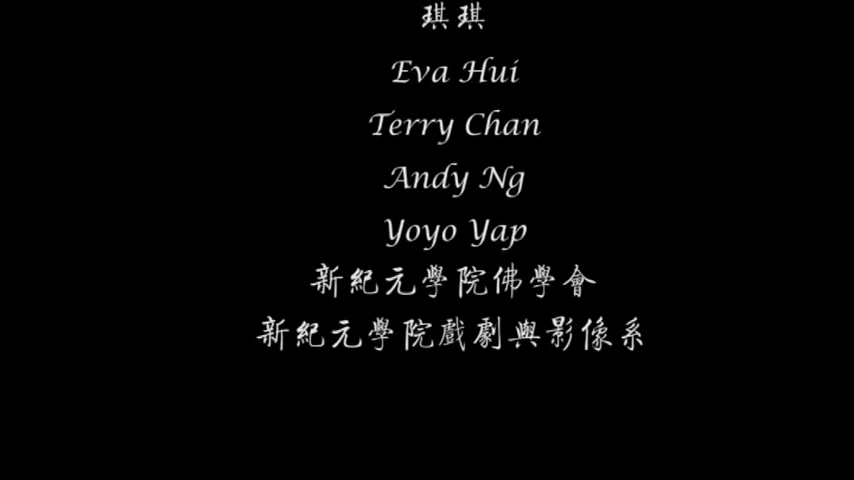 琪琪
Eva Hui
Terry Chan
Andy Ng
Yoyo Yap
新紀元學院佛學會
新紀元學院戲劇與影像系